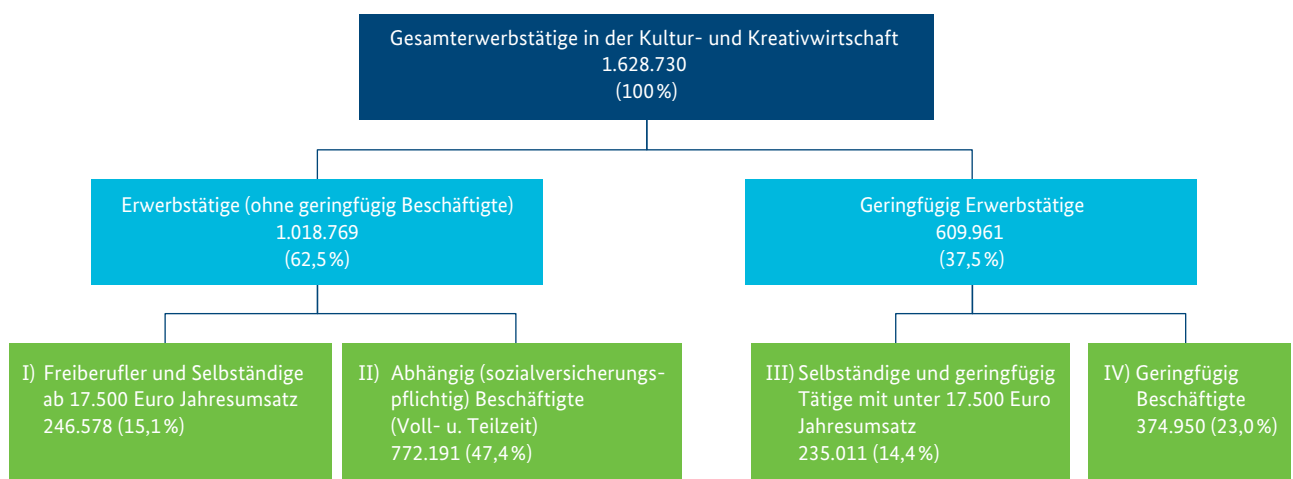 Gesamterwerbstätige in der Kultur- und Kreativwirtschaft
1.628.730
(100 %)
Erwerbstätige (ohne geringfügig Beschäftigte)
1.018.769
(62,5 %)
Geringfügig Erwerbstätige
609.961
(37,5 %)
I) Freiberufler und Selbständige
ab 17.500 Euro Jahresumsatz
246.578 (15,1 %)
II) Abhängig (sozialversicherungs-
pflichtig) Beschäftigte
(Voll- u. Teilzeit)
772.191 (47,4 %)
III) Selbständige und geringfügig
Tätige mit unter 17.500 Euro
Jahresumsatz
235.011 (14,4 %)
IV) Geringfügig
Beschäftigte
374.950 (23,0 %)